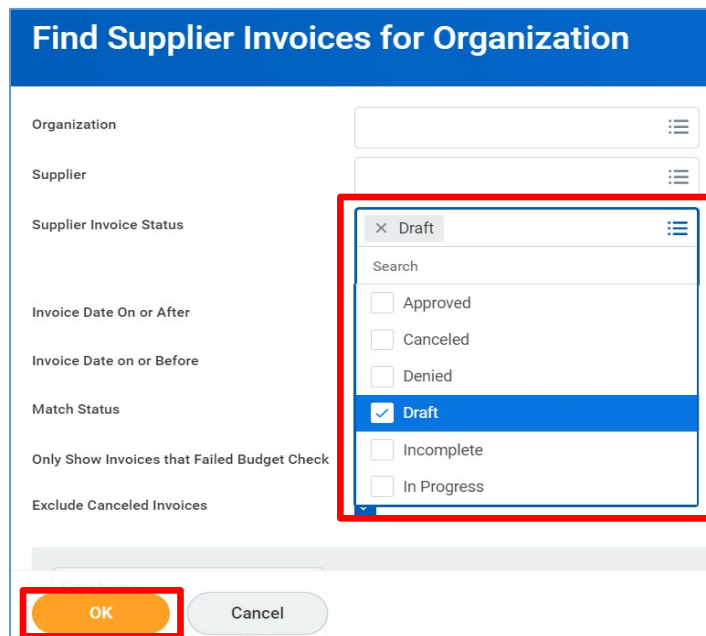 Find Supplier Invoices for Organization
Organization
Supplier
Supplier Invoice Status
× Draft
Search
Approved
Canceled
Denied
Draft
Incomplete
In Progress
Invoice Date On or After
Invoice Date on or Before
Match Status
Only Show Invoices that Failed Budget Check
Exclude Canceled Invoices
Filter Name
OK
Cancel